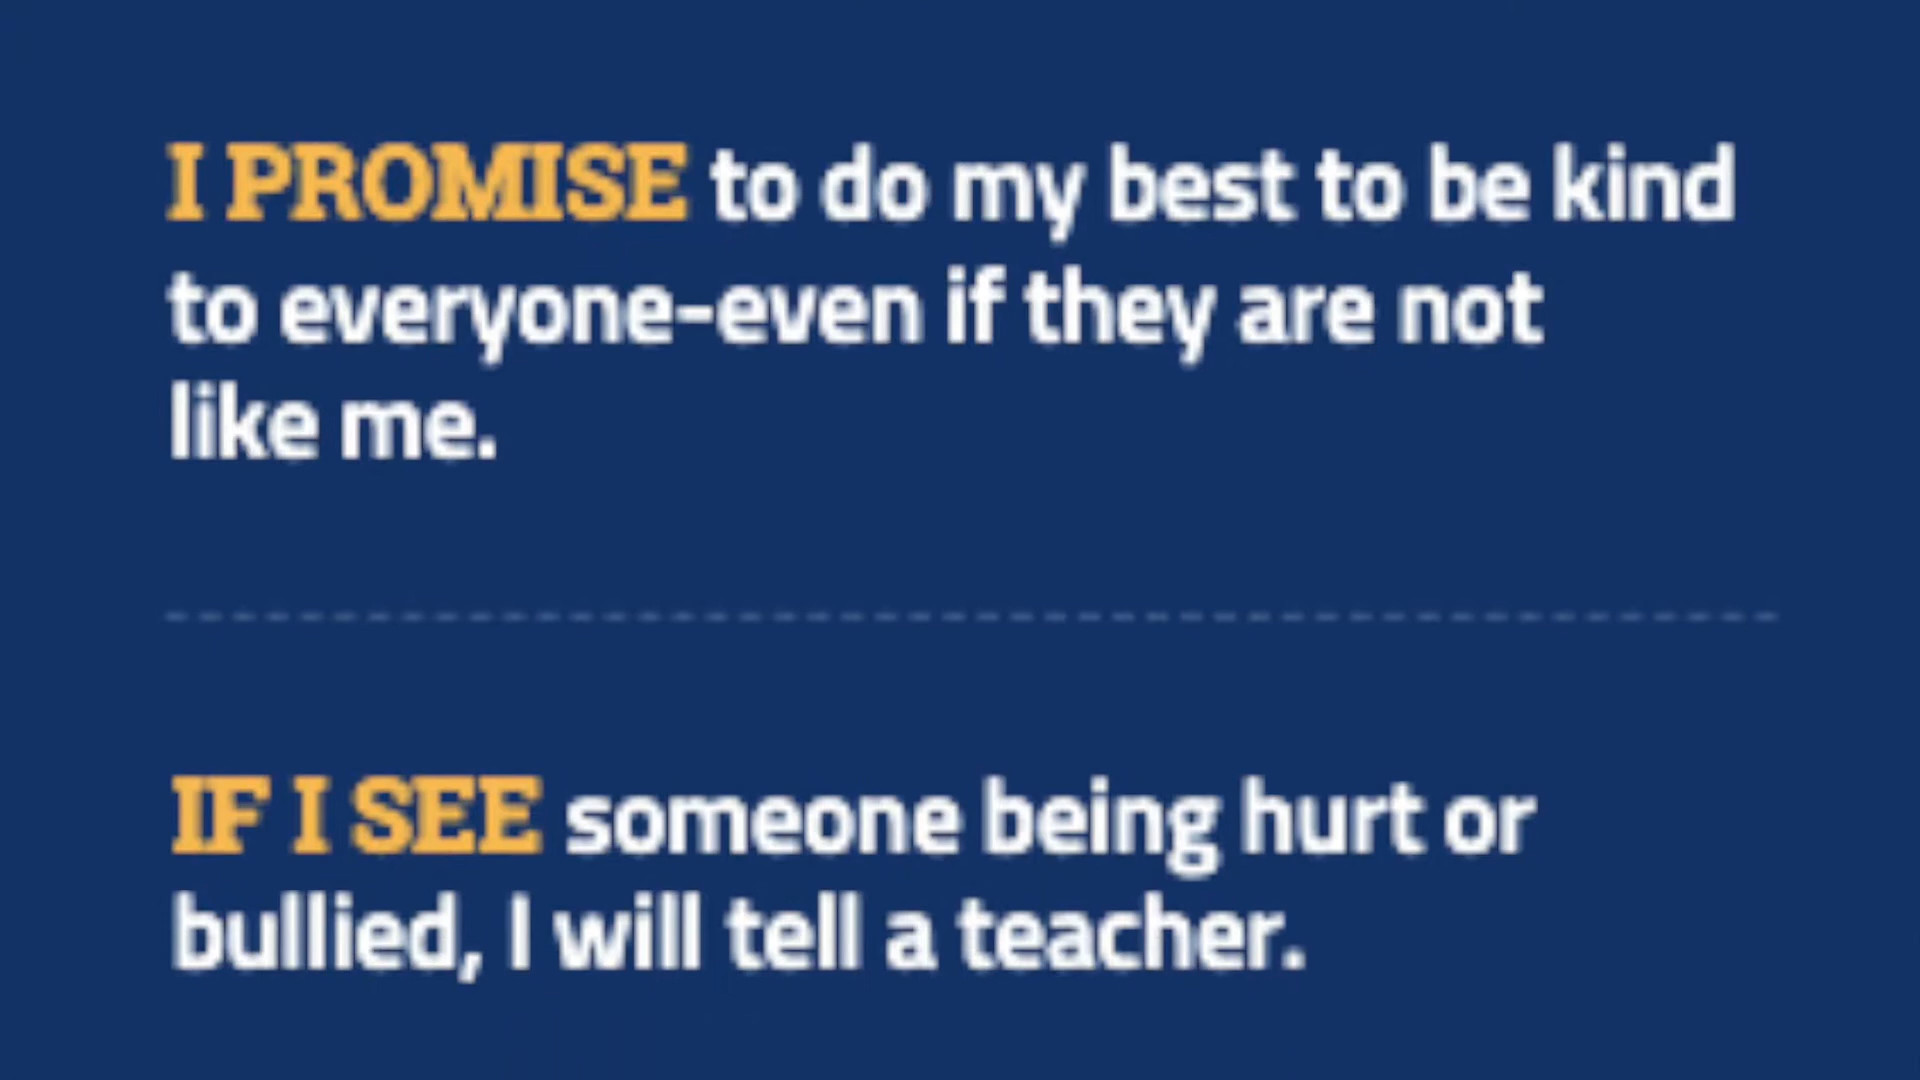 I PROMISE to do my best to be kind
to everyone-even if they are not
like me.
IF I SEE someone being hurt or
bullied, I will tell a teacher.